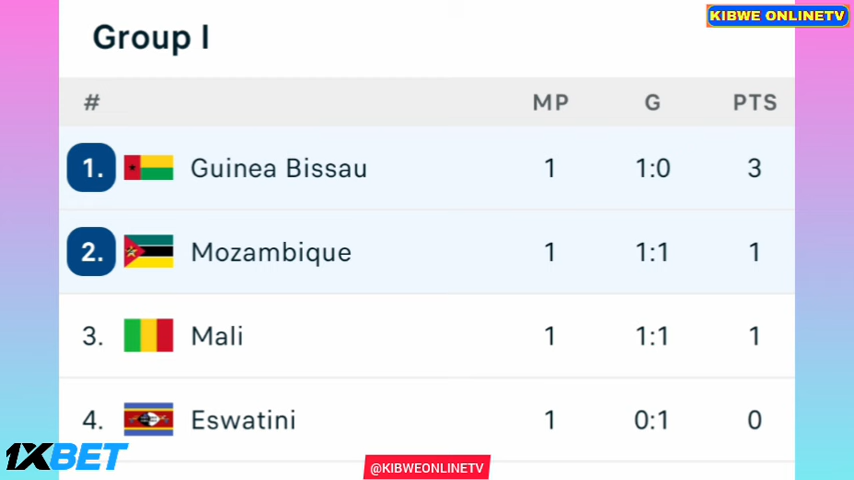 KIBWE ONLINETV
Group I
# MP G PTS
1. Guinea Bissau 1 1:0 3
2. Mozambique 1 1:1 1
3. Mali 1 1:1 1
4. Eswatini 1 0:1 0
1XBET
@KIBWEONLINETV